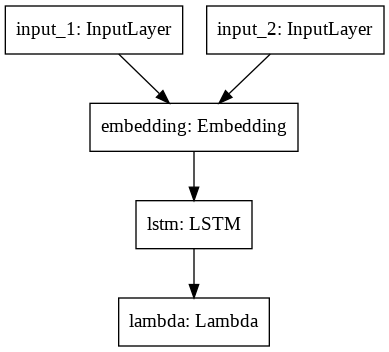 input_1: InputLayer
input_2: InputLayer
embedding: Embedding
lstm: LSTM
lambda: Lambda